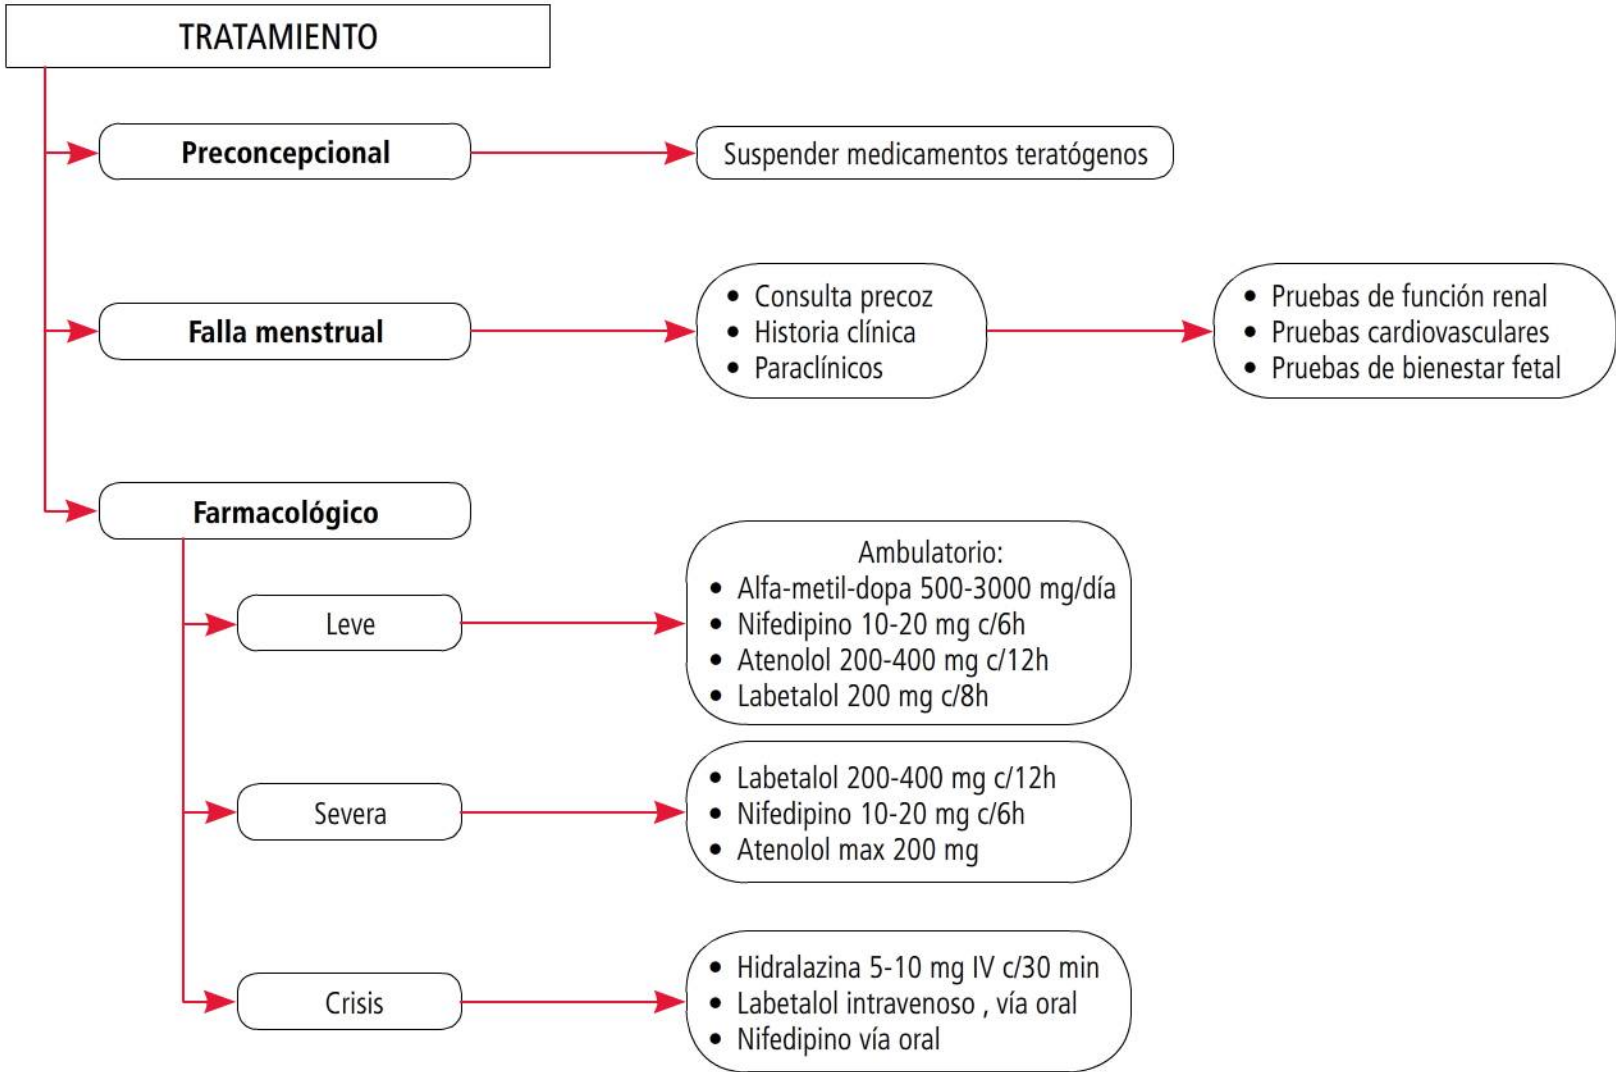 TRATAMIENTO
Preconcepcional
Suspender medicamentos teratógenos
Falla menstrual
• Consulta precoz
• Historia clínica
• Paraclínicos
• Pruebas de función renal
• Pruebas cardiovasculares
• Pruebas de bienestar fetal
Farmacológico
Leve
Ambulatorio:
• Alfa-metil-dopa 500-3000 mg/día
• Nifedipino 10-20 mg c/6h
• Atenolol 200-400 mg c/12h
• Labetalol 200 mg c/8h
Severa
• Labetalol 200-400 mg c/12h
• Nifedipino 10-20 mg c/6h
• Atenolol max 200 mg
Crisis
• Hidralazina 5-10 mg IV c/30 min
• Labetalol intravenoso , vía oral
• Nifedipino vía oral